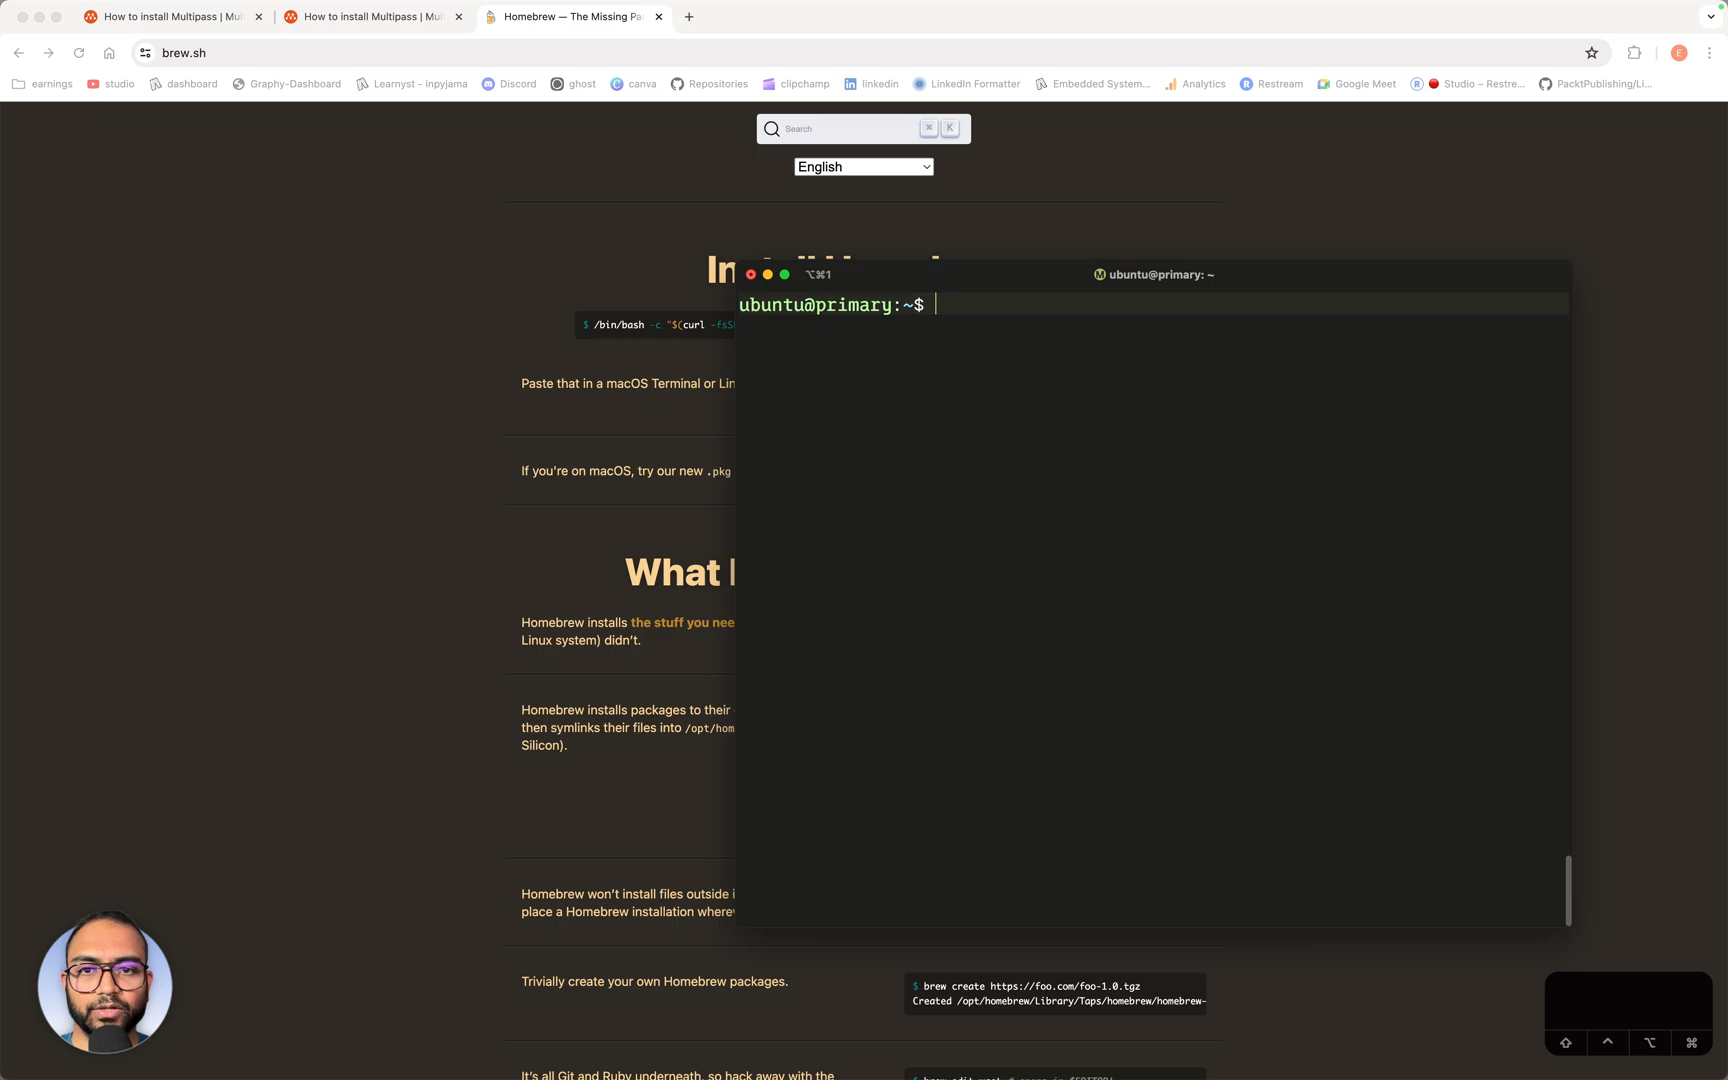 How to install Multipass | Mul
How to install Multipass | Mul
Homebrew — The Missing Pa
brew.sh
E
earnings
studio
dashboard
Graphy-Dashboard
Learnyst - inpyjama
Discord
ghost
canva
Repositories
clipchamp
linkedin
LinkedIn Formatter
Embedded System...
Analytics
Restream
Google Meet
Studio – Restre...
PacktPublishing/Li...
Search
⌘ K
English
$ /bin/bash -c "$(curl -fsS
Paste that in a macOS Terminal or Lin
If you're on macOS, try our new .pkg
What
Homebrew installs the stuff you nee
Linux system) didn't.
Homebrew installs packages to their
then symlinks their files into /opt/hom
Silicon).
Homebrew won't install files outside i
place a Homebrew installation wherev
⌥⌘1
ubuntu@primary: ~
ubuntu@primary:~$
Trivially create your own Homebrew packages.
$ brew create https://foo.com/foo-1.0.tgz
Created /opt/homebrew/Library/Taps/homebrew/homebrew-
It's all Git and Ruby underneath, so hack away with the